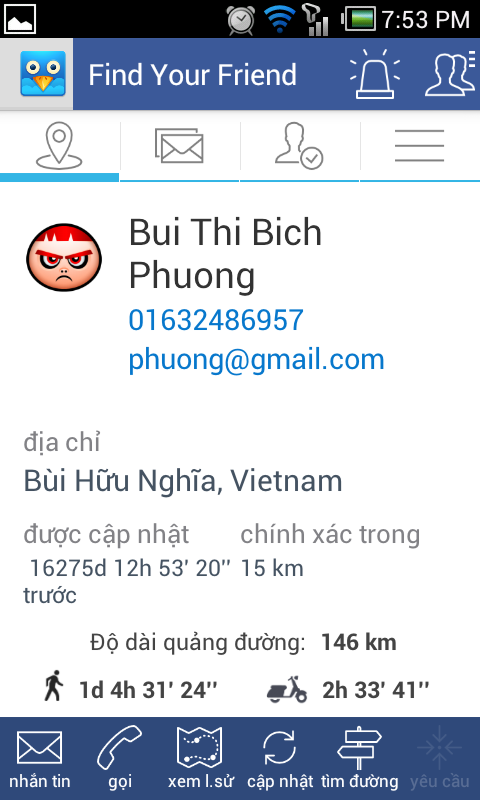 7:53 PM
Find Your Friend
Bui Thi Bich
Phuong
01632486957
phuong@gmail.com
địa chỉ
Bùi Hữu Nghĩa, Vietnam
được cập nhật chính xác trong
16275d 12h 53' 20'' 15 km
trước
Độ dài quảng đường: 146 km
1d 4h 31' 24'' 2h 33' 41''
nhắn tin gọi xem l.sử cập nhật tìm đường yêu cầu